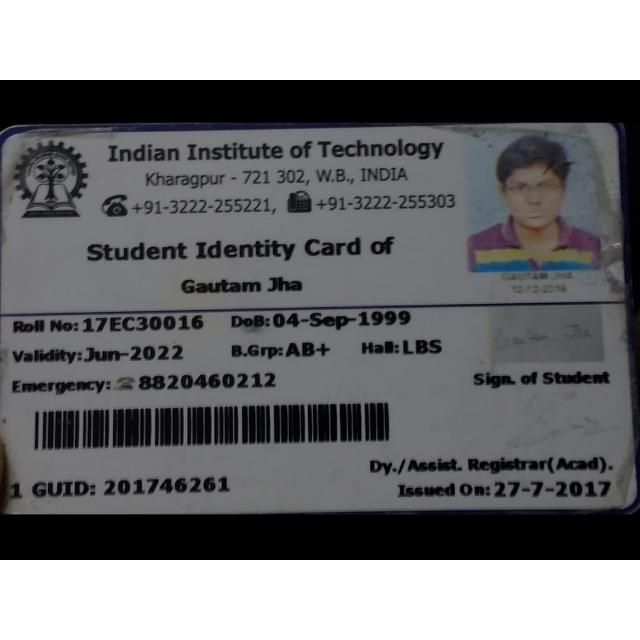 Indian Institute of Technology
Kharagpur - 721 302, W.B., INDIA
+91-3222-255221, +91-3222-255303
Student Identity Card of
Gautam Jha
GAUTAM JHA
12-12-2016
Roll No: 17EC30016 DoB: 04-Sep-1999
Validity: Jun-2022 B.Grp: AB+ Hall: LBS
Gautam Jha
Emergency: 8820460212 Sign. of Student
Dy./Assist. Registrar(Acad).
1 GUID: 201746261 Issued On: 27-7-2017